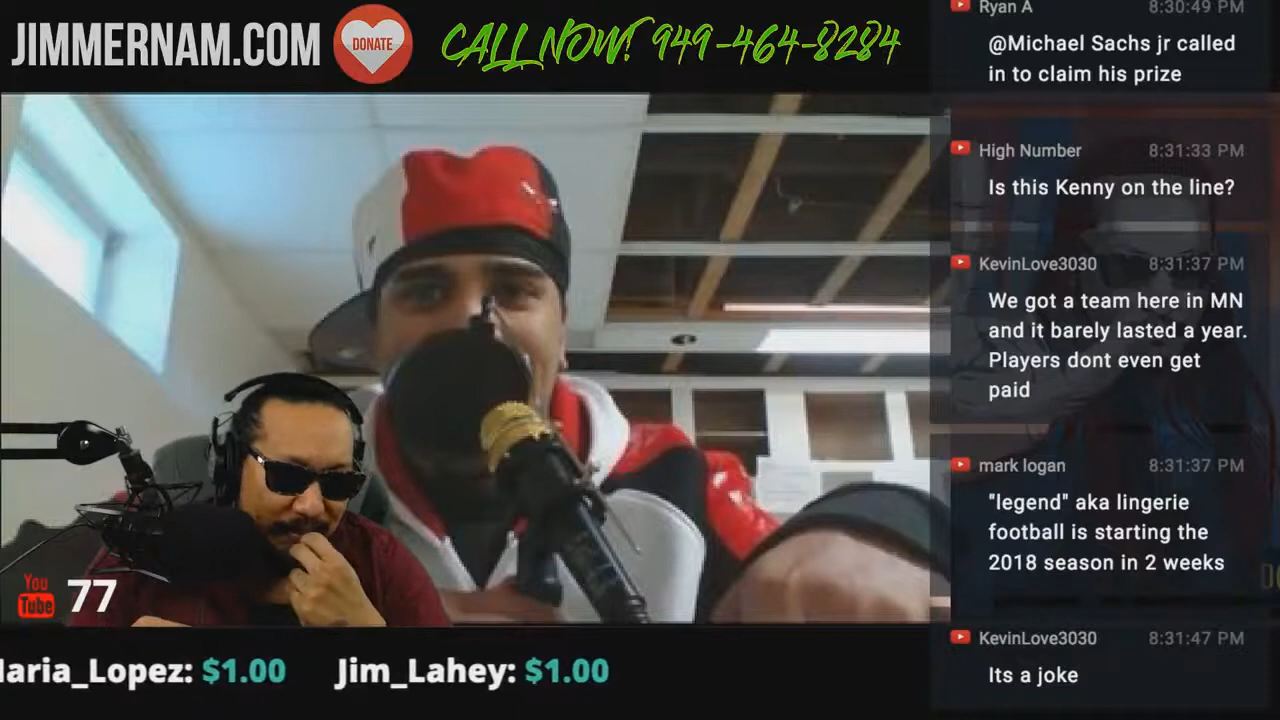 JIMMERNAM.COM
DONATE
CALL NOW! 949-464-8284
Ryan A 8:30:49 PM
@Michael Sachs jr called
in to claim his prize
High Number 8:31:33 PM
Is this Kenny on the line?
KevinLove3030 8:31:37 PM
We got a team here in MN
and it barely lasted a year.
Players dont even get
paid
mark logan 8:31:37 PM
"legend" aka lingerie
football is starting the
2018 season in 2 weeks
KevinLove3030 8:31:47 PM
Its a joke
You
Tube 77
aria_Lopez: $1.00 Jim_Lahey: $1.00